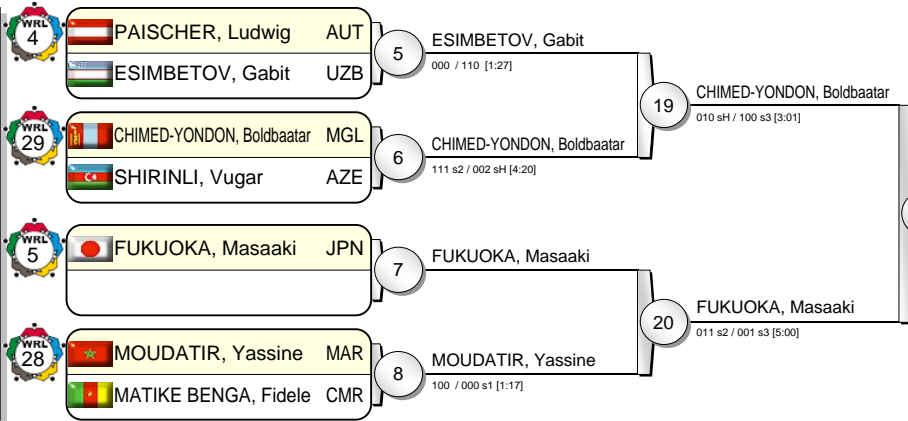 WRL
4
PAISCHER, Ludwig AUT
ESIMBETOV, Gabit UZB
5
ESIMBETOV, Gabit
000 / 110 [1:27]
WRL
29
CHIMED-YONDON, Boldbaatar MGL
SHIRINLI, Vugar AZE
6
CHIMED-YONDON, Boldbaatar
111 s2 / 002 sH [4:20]
19
CHIMED-YONDON, Boldbaatar
010 sH / 100 s3 [3:01]
WRL
5
FUKUOKA, Masaaki JPN
7
FUKUOKA, Masaaki
WRL
28
MOUDATIR, Yassine MAR
MATIKE BENGA, Fidele CMR
8
MOUDATIR, Yassine
100 / 000 s1 [1:17]
20
FUKUOKA, Masaaki
011 s2 / 001 s3 [5:00]